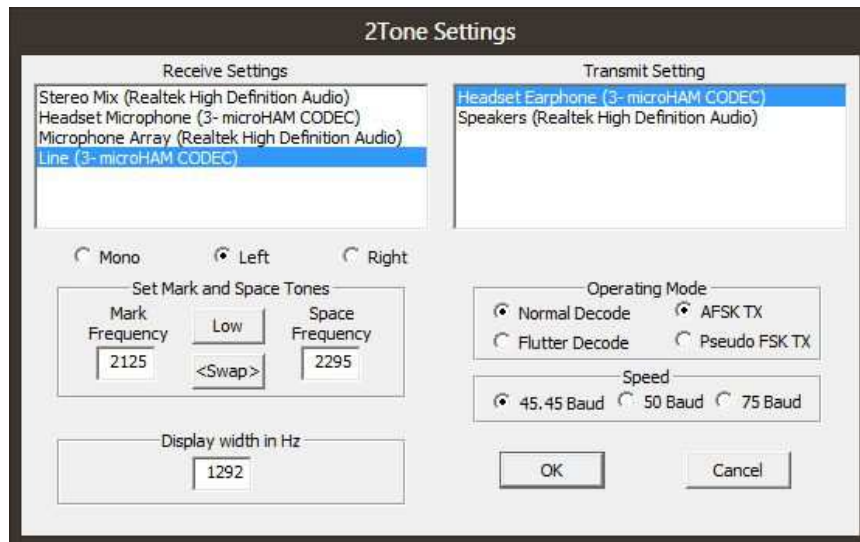 2Tone Settings
Receive Settings
Stereo Mix (Realtek High Definition Audio)
Headset Microphone (3- microHAM CODEC)
Microphone Array (Realtek High Definition Audio)
Line (3- microHAM CODEC)
Transmit Setting
Headset Earphone (3- microHAM CODEC)
Speakers (Realtek High Definition Audio)
Mono Left Right
Set Mark and Space Tones
Mark Frequency
2125
Low
<Swap>
Space Frequency
2295
Operating Mode
Normal Decode AFSK TX
Flutter Decode Pseudo FSK TX
Speed
45.45 Baud 50 Baud 75 Baud
Display width in Hz
1292
OK Cancel